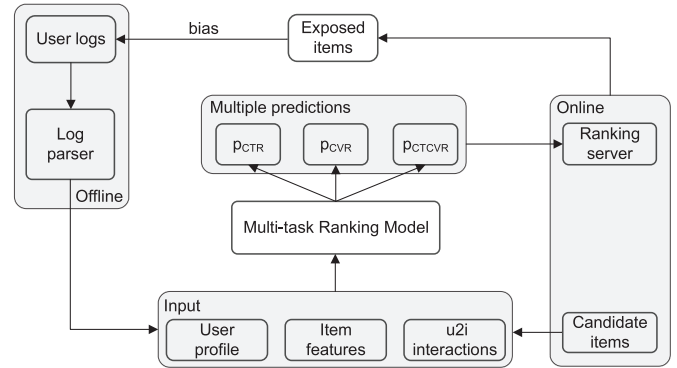 User logs
bias
Exposed
items
Multiple predictions
Online
Log
parser
pCTR
pCVR
pCTCVR
Ranking
server
Offline
Multi-task Ranking Model
Input
User
profile
Item
features
u2i
interactions
Candidate
items